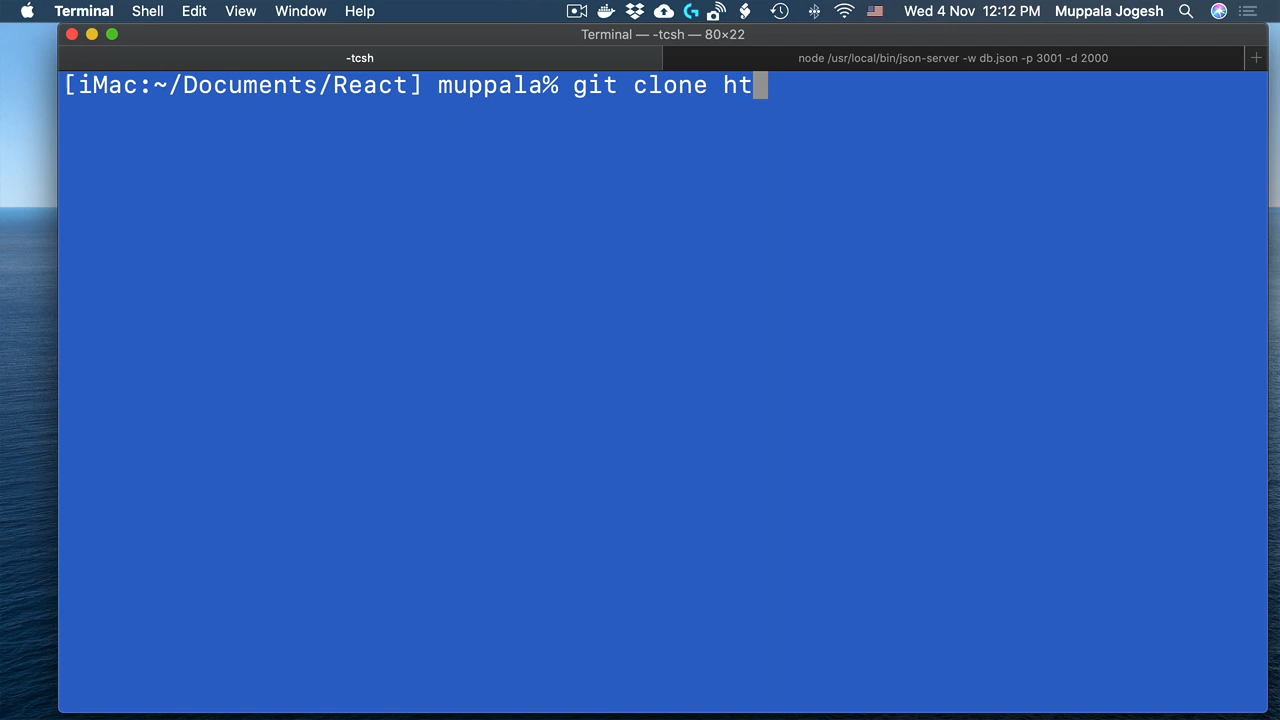 Terminal Shell Edit View Window Help Wed 4 Nov 12:12 PM Muppala Jogesh
Terminal — -tcsh — 80×22
-tcsh node /usr/local/bin/json-server -w db.json -p 3001 -d 2000 +
[iMac:~/Documents/React] muppala% git clone ht